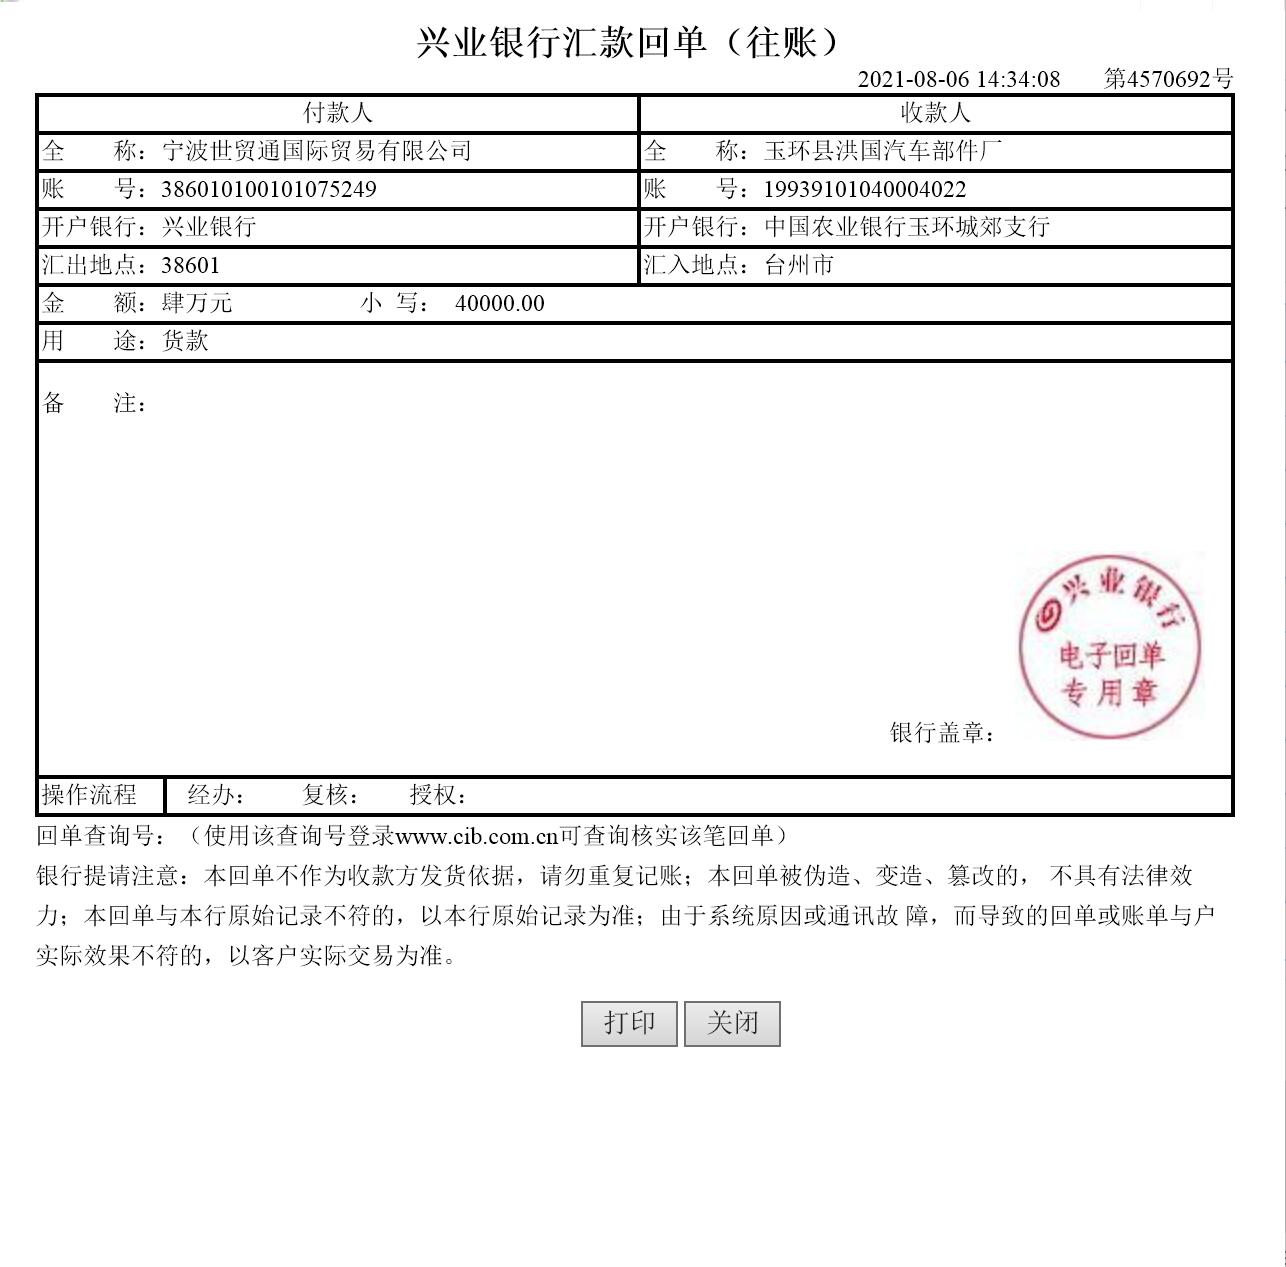 兴业银行汇款回单（往账）
2021-08-06 14:34:08 第4570692号
付款人 收款人
全 称：宁波世贸通国际贸易有限公司 全 称：玉环县洪国汽车部件厂
账 号：386010100101075249 账 号：19939101040004022
开户银行：兴业银行 开户银行：中国农业银行玉环城郊支行
汇出地点：38601 汇入地点：台州市
金 额：肆万元 小 写： 40000.00
用 途：货款
备 注：
兴业银行
电子回单
专用章
银行盖章：
操作流程 经办： 复核： 授权：
回单查询号：（使用该查询号登录www.cib.com.cn可查询核实该笔回单）
银行提请注意：本回单不作为收款方发货依据，请勿重复记账；本回单被伪造、变造、篡改的， 不具有法律效
力；本回单与本行原始记录不符的，以本行原始记录为准；由于系统原因或通讯故 障，而导致的回单或账单与户
实际效果不符的，以客户实际交易为准。
打印 关闭